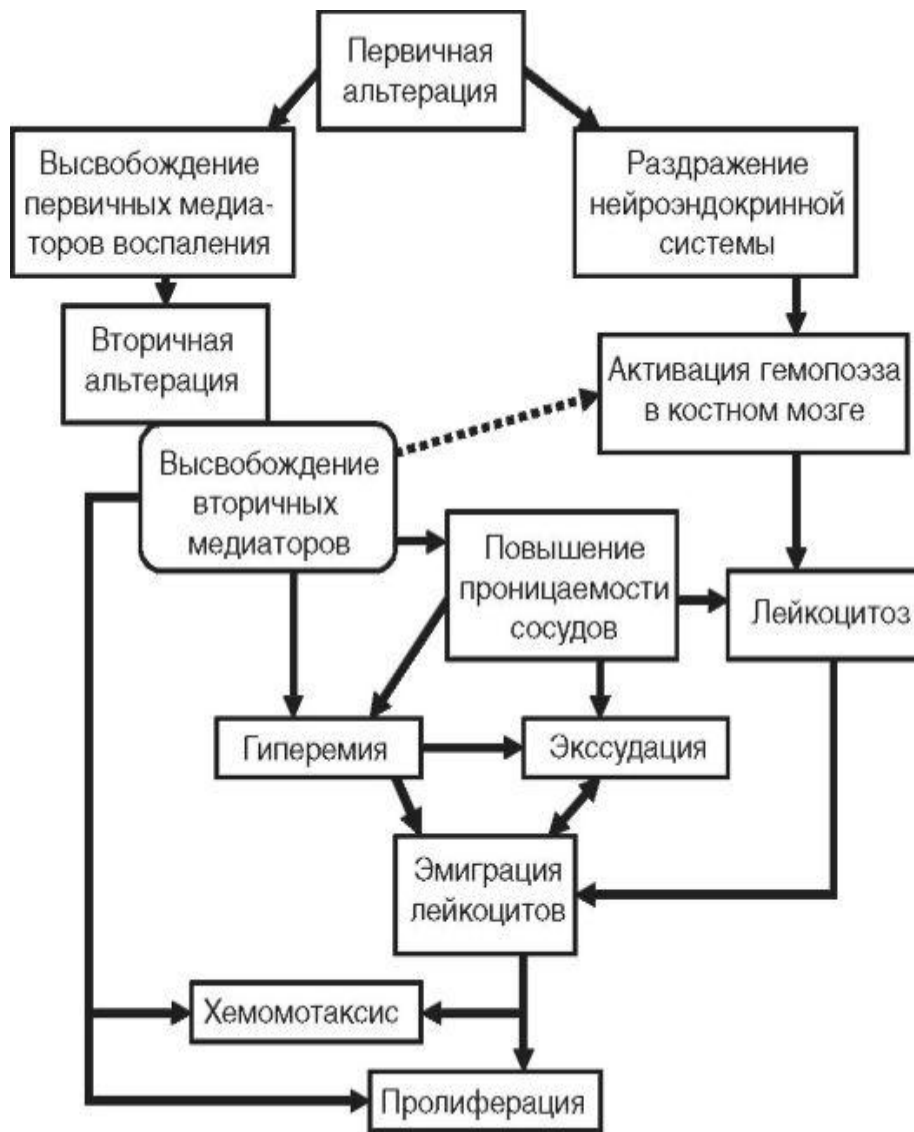 Первичная
альтерация
Высвобождение
первичных медиа-
торов воспаления
Раздражение
нейроэндокринной
системы
Вторичная
альтерация
Активация гемопоэза
в костном мозге
Высвобождение
вторичных
медиаторов
Повышение
проницаемости
сосудов
Лейкоцитоз
Гиперемия
Экссудация
Эмиграция
лейкоцитов
Хемомотаксис
Пролиферация